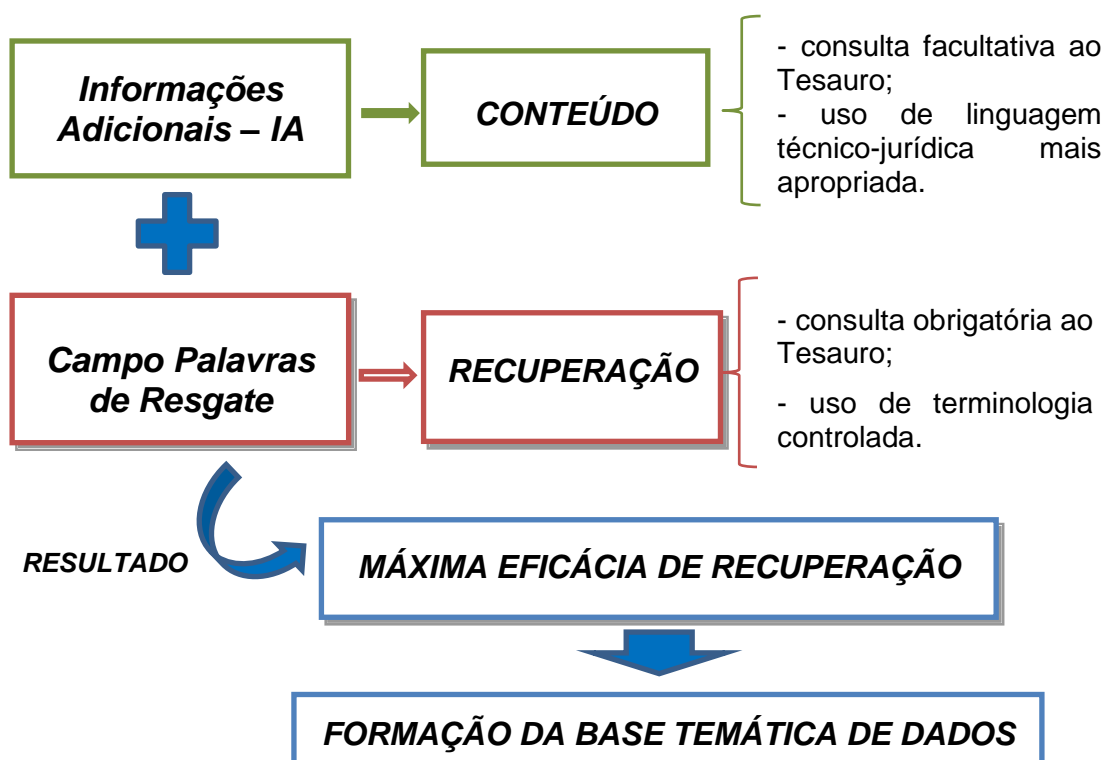 Informações
Adicionais – IA
CONTEÚDO
- consulta facultativa ao
Tesauro;
- uso de linguagem
técnico-jurídica mais
apropriada.
Campo Palavras
de Resgate
RECUPERAÇÃO
- consulta obrigatória ao
Tesauro;
- uso de terminologia
controlada.
RESULTADO
MÁXIMA EFICÁCIA DE RECUPERAÇÃO
FORMAÇÃO DA BASE TEMÁTICA DE DADOS